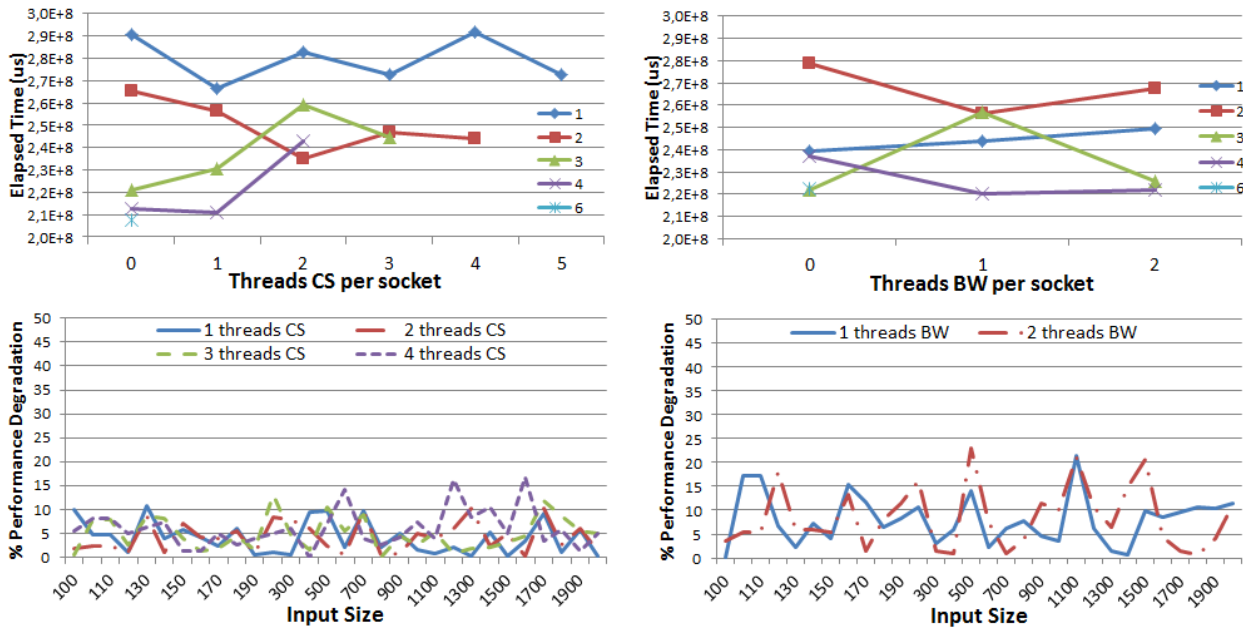 Elapsed Time (us)
3,0E+8
2,9E+8
2,8E+8
2,7E+8
2,6E+8
2,5E+8
2,4E+8
2,3E+8
2,2E+8
2,1E+8
2,0E+8
1
2
3
4
6
0 1 2 3 4 5
Threads CS per socket
Elapsed Time (us)
3,0E+8
2,9E+8
2,8E+8
2,7E+8
2,6E+8
2,5E+8
2,4E+8
2,3E+8
2,2E+8
2,1E+8
2,0E+8
1
2
3
4
6
0 1 2
Threads BW per socket
% Performance Degradation
50
45
40
35
30
25
20
15
10
5
0
1 threads CS 2 threads CS
3 threads CS 4 threads CS
100 110 130 150 170 190 300 500 700 900 1100 1300 1500 1700 1900
Input Size
% Performance Degradation
50
45
40
35
30
25
20
15
10
5
0
1 threads BW 2 threads BW
100 110 130 150 170 190 300 500 700 900 1100 1300 1500 1700 1900
Input Size